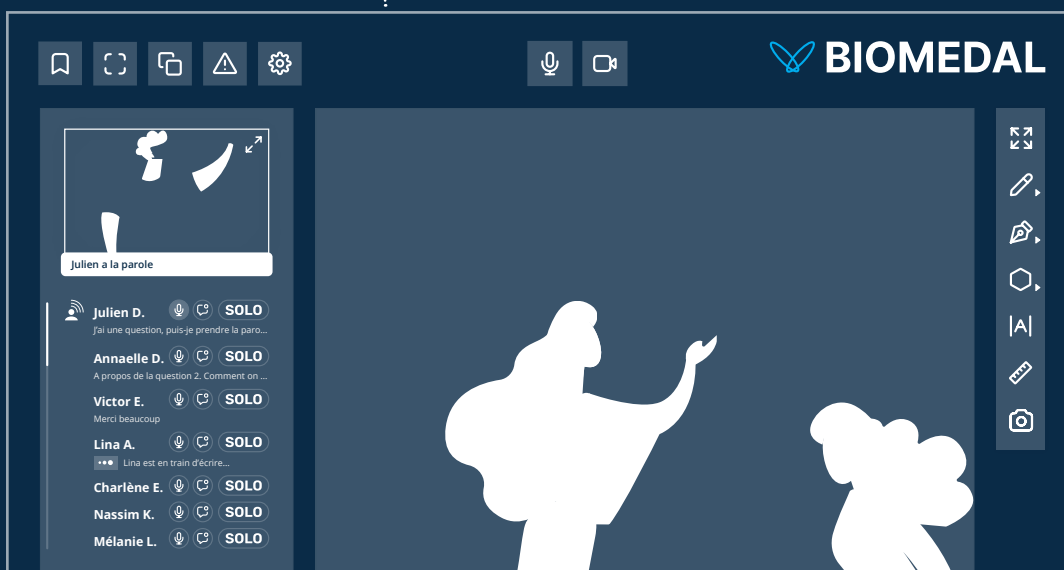 BIOMEDAL
Julien a la parole
Julien D. SOLO
J'ai une question, puis-je prendre la paro...
Annaelle D. SOLO
A propos de la question 2. Comment on ...
Victor E. SOLO
Merci beaucoup
Lina A. SOLO
Lina est en train d'écrire...
Charlène E. SOLO
Nassim K. SOLO
Mélanie L. SOLO
A